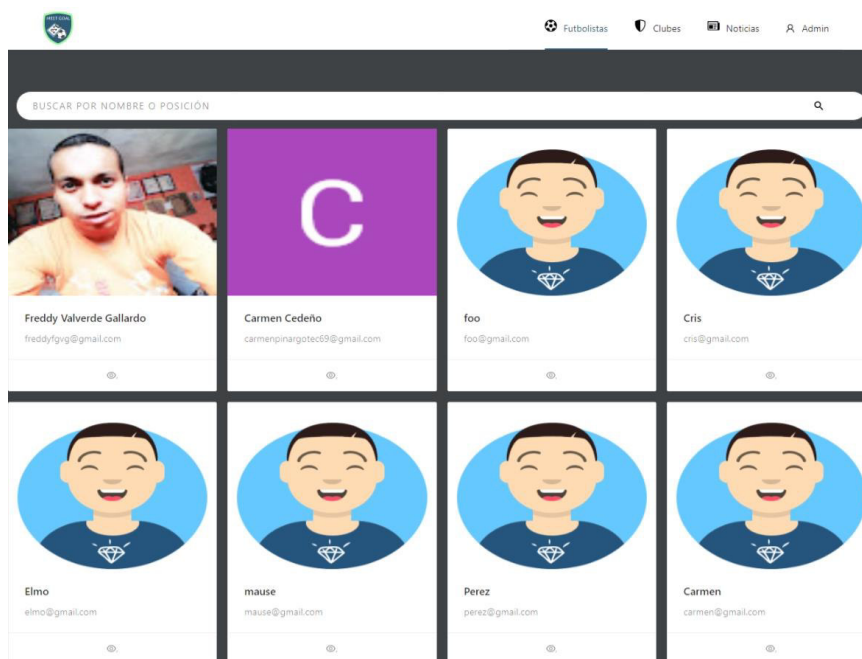 MEET GOAL
Futbolistas Clubes Noticias Admin
BUSCAR POR NOMBRE O POSICIÓN
C
Freddy Valverde Gallardo
freddyfgvg@gmail.com
Carmen Cedeño
carmenpinargotec69@gmail.com
foo
foo@gmail.com
Cris
cris@gmail.com
Elmo
elmo@gmail.com
mause
mause@gmail.com
Perez
perez@gmail.com
Carmen
carmen@gmail.com